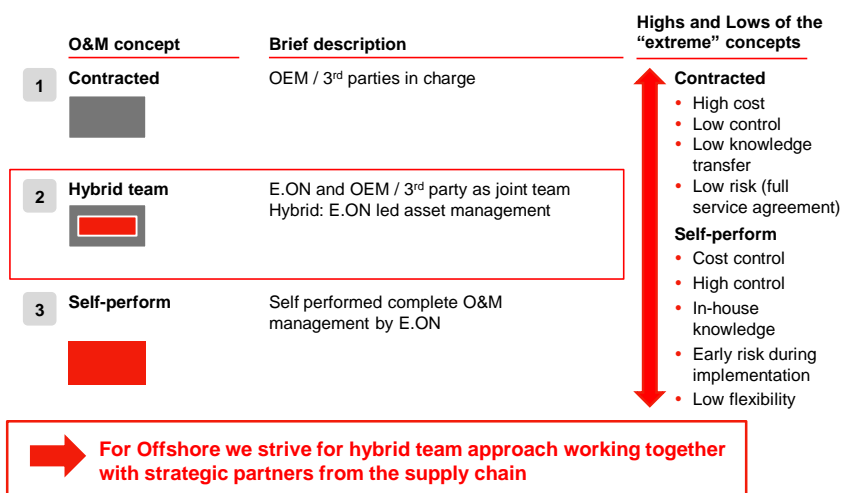 O&M concept
Brief description
Highs and Lows of the
“extreme” concepts
1
Contracted
OEM / 3rd parties in charge
2
Hybrid team
E.ON and OEM / 3rd party as joint team
Hybrid: E.ON led asset management
3
Self-perform
Self performed complete O&M
management by E.ON
Contracted
• High cost
• Low control
• Low knowledge
transfer
• Low risk (full
service agreement)
Self-perform
• Cost control
• High control
• In-house
knowledge
• Early risk during
implementation
• Low flexibility
For Offshore we strive for hybrid team approach working together
with strategic partners from the supply chain